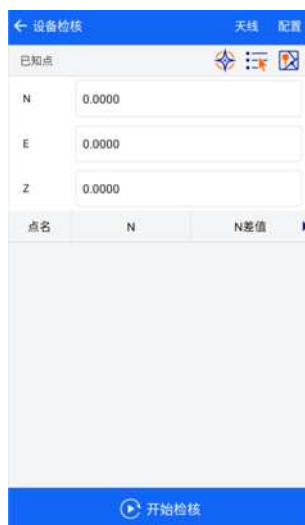 设备检核 天线 配置
已知点
N 0.0000
E 0.0000
Z 0.0000
点名 N N差值
开始检核